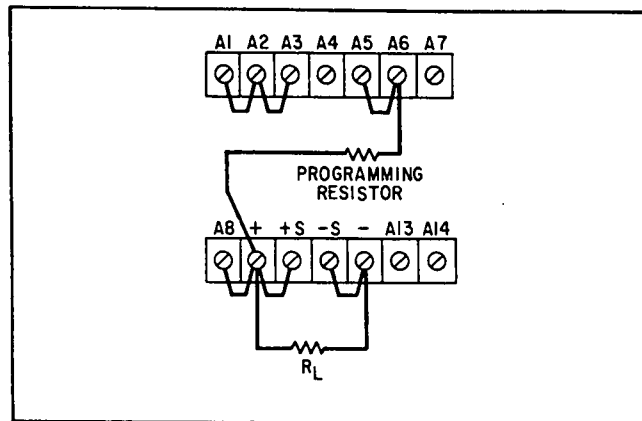 A1 A2 A3 A4 A5 A6 A7
PROGRAMMING
RESISTOR
A8 + +S -S - A13 A14
RL